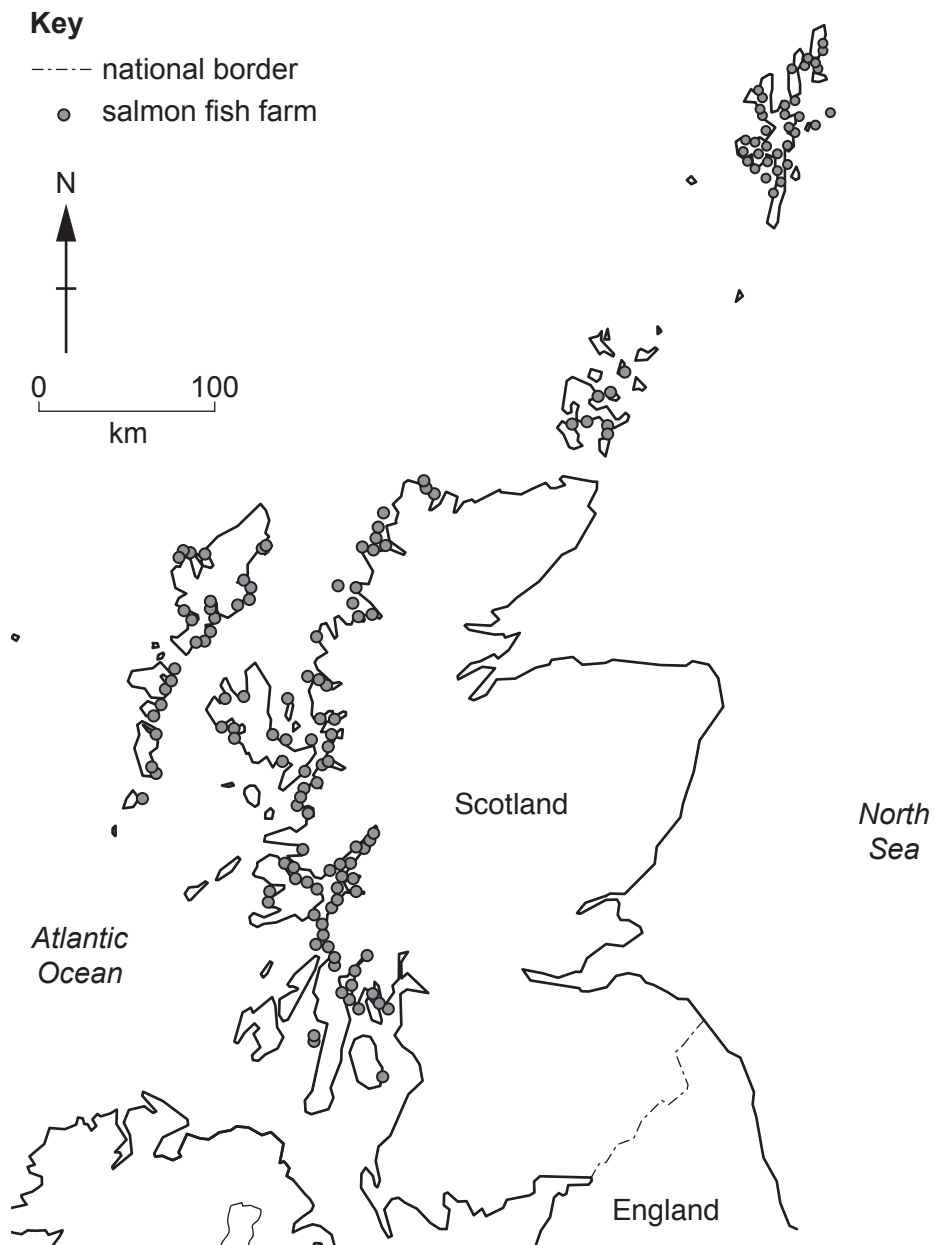 Key
national border
salmon fish farm
N
0 100
km
Scotland
North
Sea
Atlantic
Ocean
England